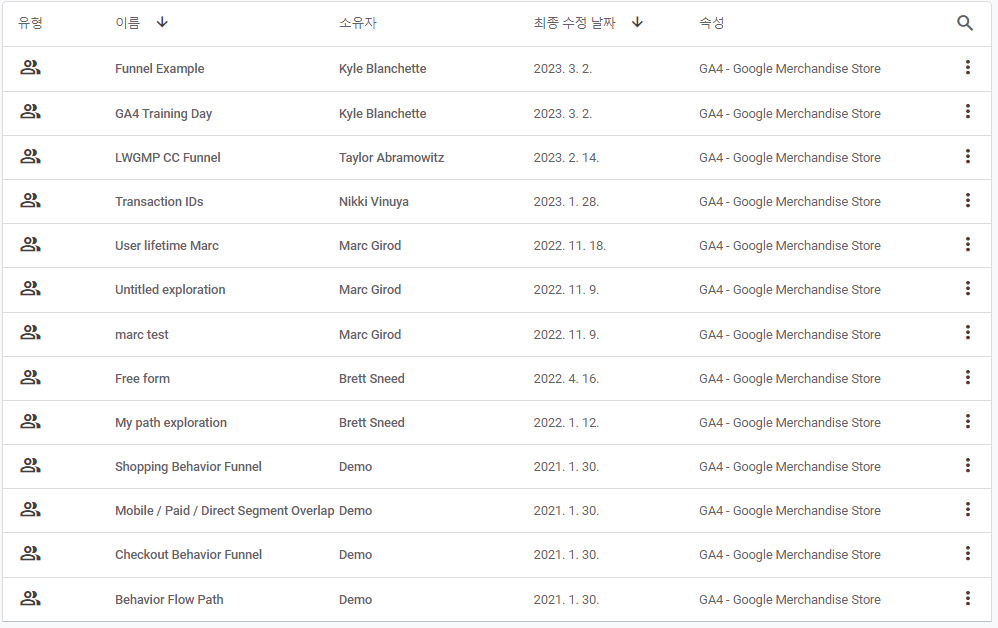 유형 이름 소유자 최종 수정 날짜 속성
Funnel Example Kyle Blanchette 2023. 3. 2. GA4 - Google Merchandise Store
GA4 Training Day Kyle Blanchette 2023. 3. 2. GA4 - Google Merchandise Store
LWGMP CC Funnel Taylor Abramowitz 2023. 2. 14. GA4 - Google Merchandise Store
Transaction IDs Nikki Vinuya 2023. 1. 28. GA4 - Google Merchandise Store
User lifetime Marc Marc Girod 2022. 11. 18. GA4 - Google Merchandise Store
Untitled exploration Marc Girod 2022. 11. 9. GA4 - Google Merchandise Store
marc test Marc Girod 2022. 11. 9. GA4 - Google Merchandise Store
Free form Brett Sneed 2022. 4. 16. GA4 - Google Merchandise Store
My path exploration Brett Sneed 2022. 1. 12. GA4 - Google Merchandise Store
Shopping Behavior Funnel Demo 2021. 1. 30. GA4 - Google Merchandise Store
Mobile / Paid / Direct Segment Overlap Demo 2021. 1. 30. GA4 - Google Merchandise Store
Checkout Behavior Funnel Demo 2021. 1. 30. GA4 - Google Merchandise Store
Behavior Flow Path Demo 2021. 1. 30. GA4 - Google Merchandise Store